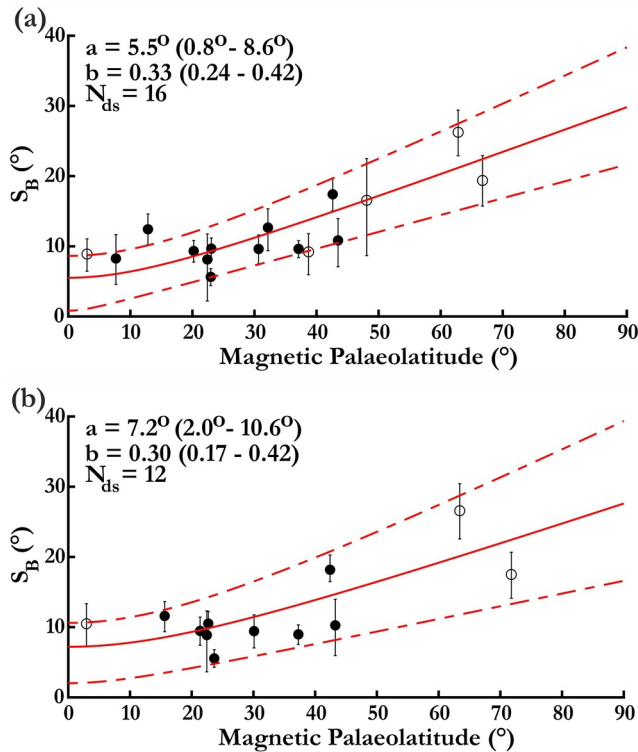 (a)
a = 5.5° (0.8° - 8.6°)
b = 0.33 (0.24 - 0.42)
N_ds = 16
S_B (°)
40
30
20
10
0
0 10 20 30 40 50 60 70 80 90
Magnetic Palaeolatitude (°)
(b)
a = 7.2° (2.0° - 10.6°)
b = 0.30 (0.17 - 0.42)
N_ds = 12
S_B (°)
40
30
20
10
0
0 10 20 30 40 50 60 70 80 90
Magnetic Palaeolatitude (°)